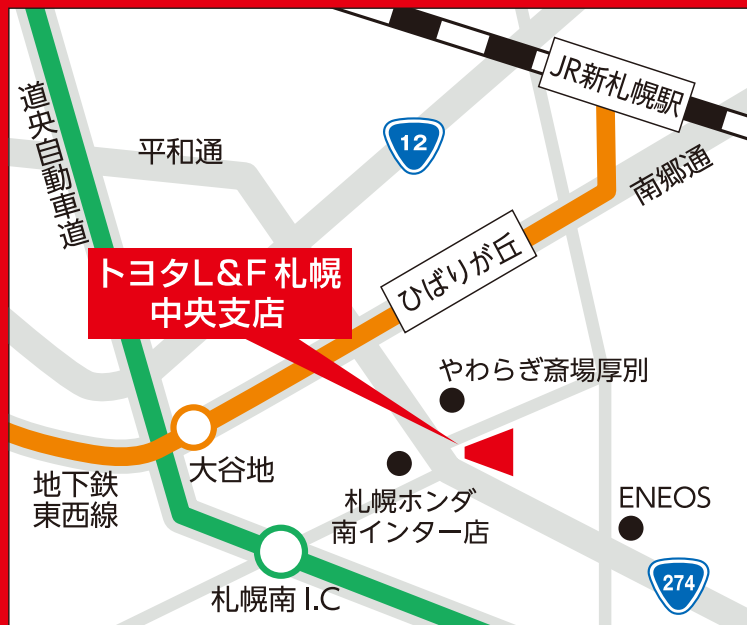 JR新札幌駅
道央自動車道
平和通
12
南郷通
ひばりが丘
トヨタL&F 札幌
中央支店
やわらぎ斎場厚別
大谷地
地下鉄
東西線
札幌ホンダ
南インター店
ENEOS
274
札幌南 I.C